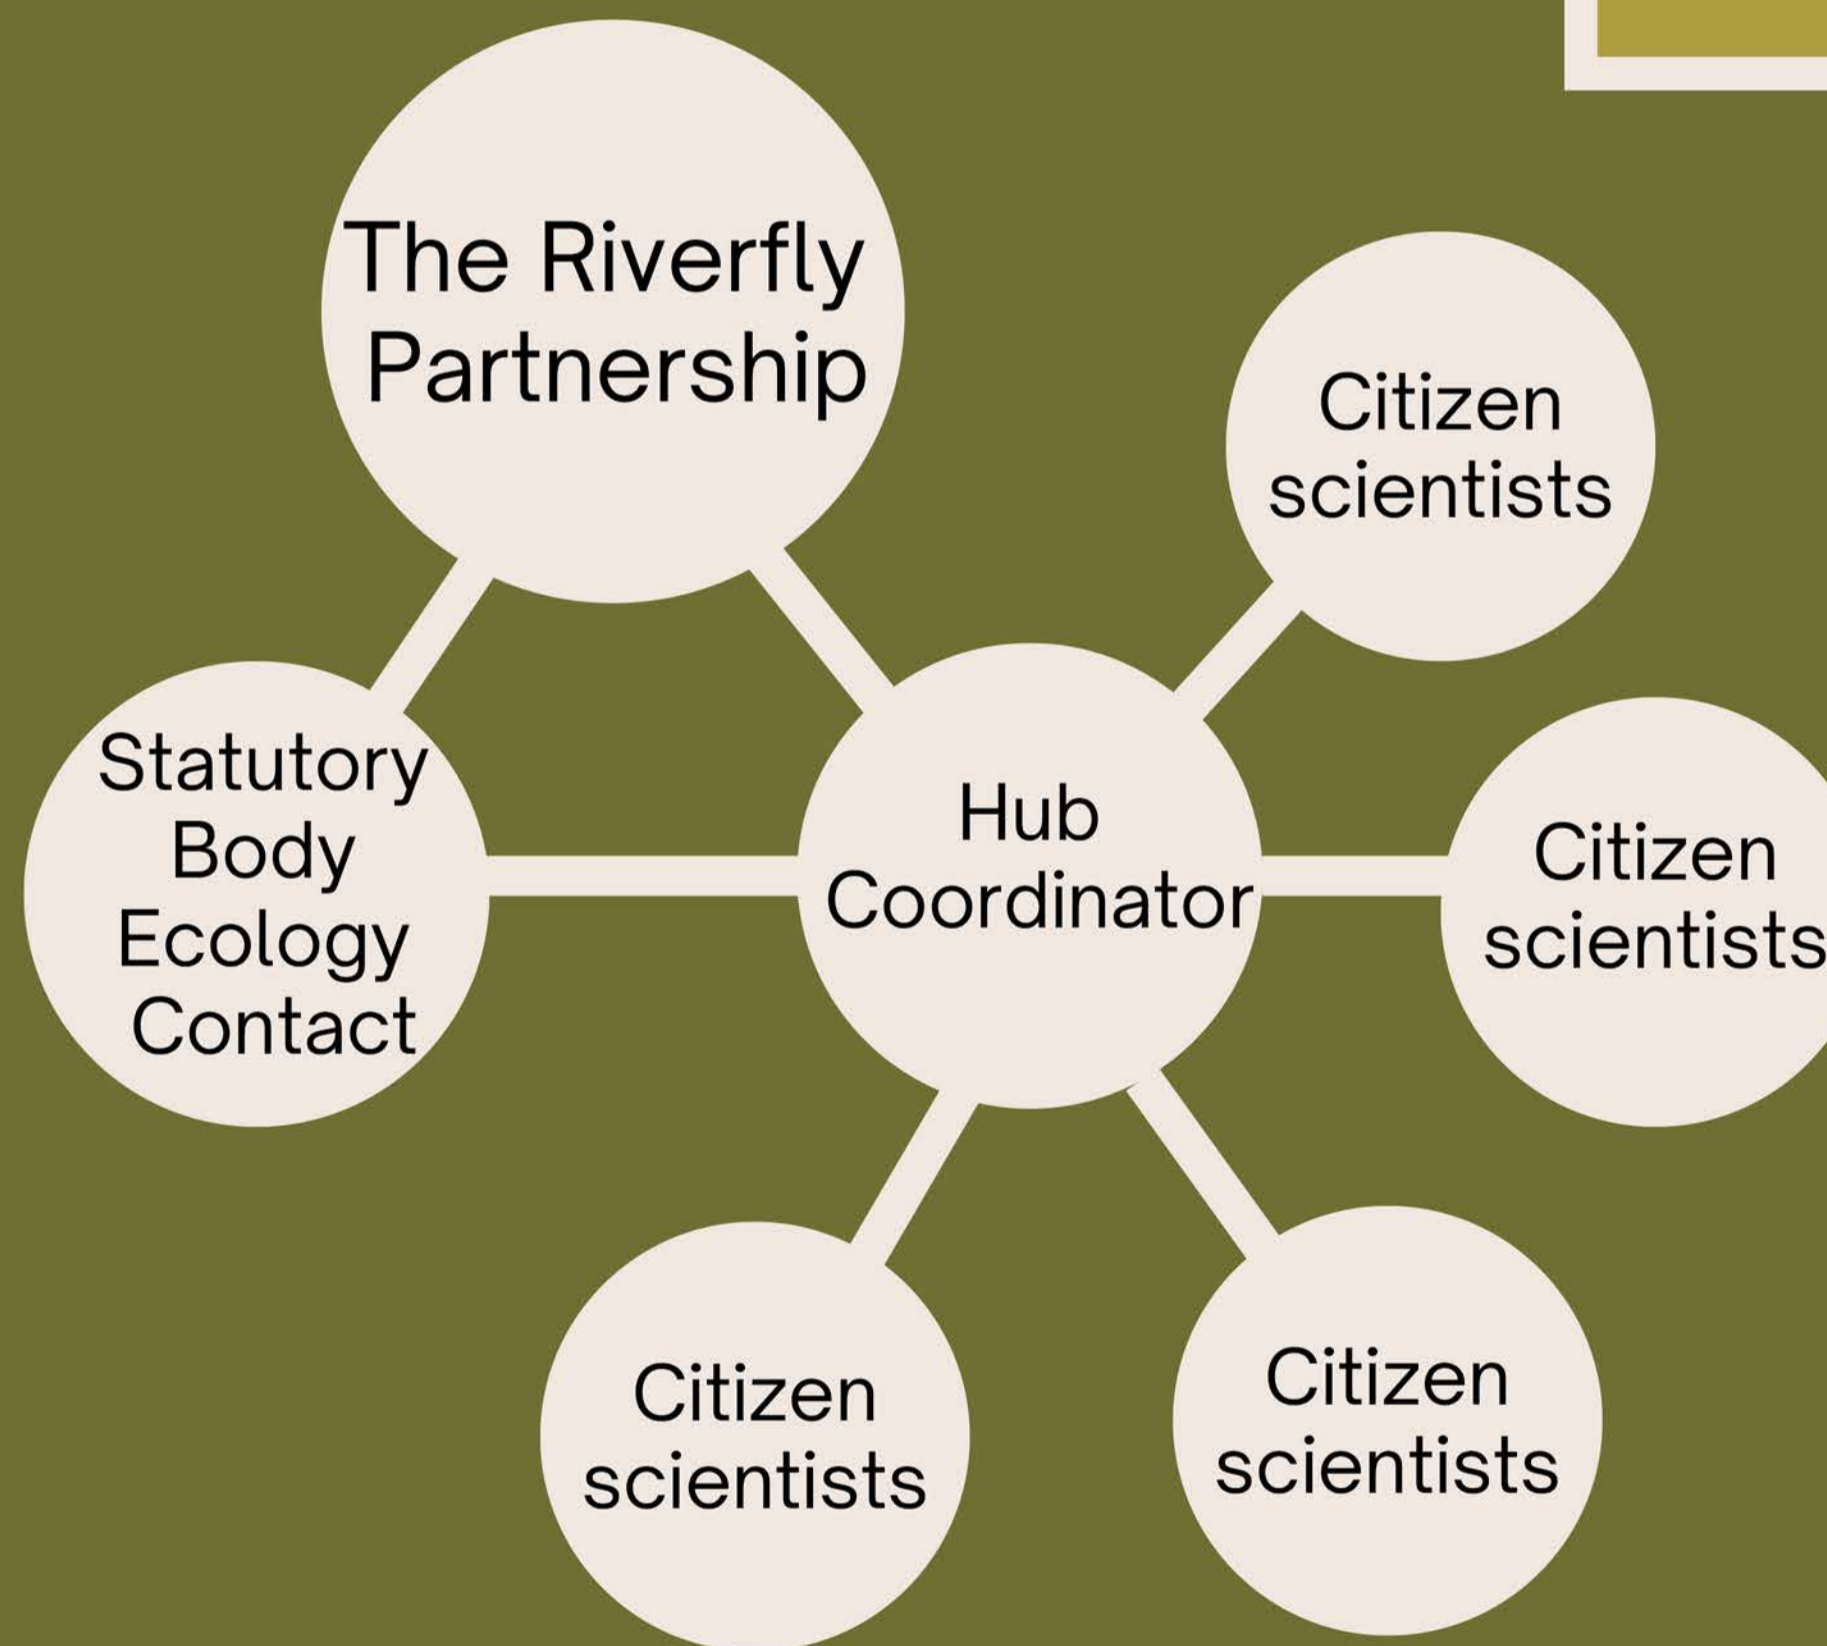 The Riverfly
Partnership
Citizen
scientists
Statutory
Body
Ecology
Contact
Hub
Coordinator
Citizen
scientists
Citizen
scientists
Citizen
scientists